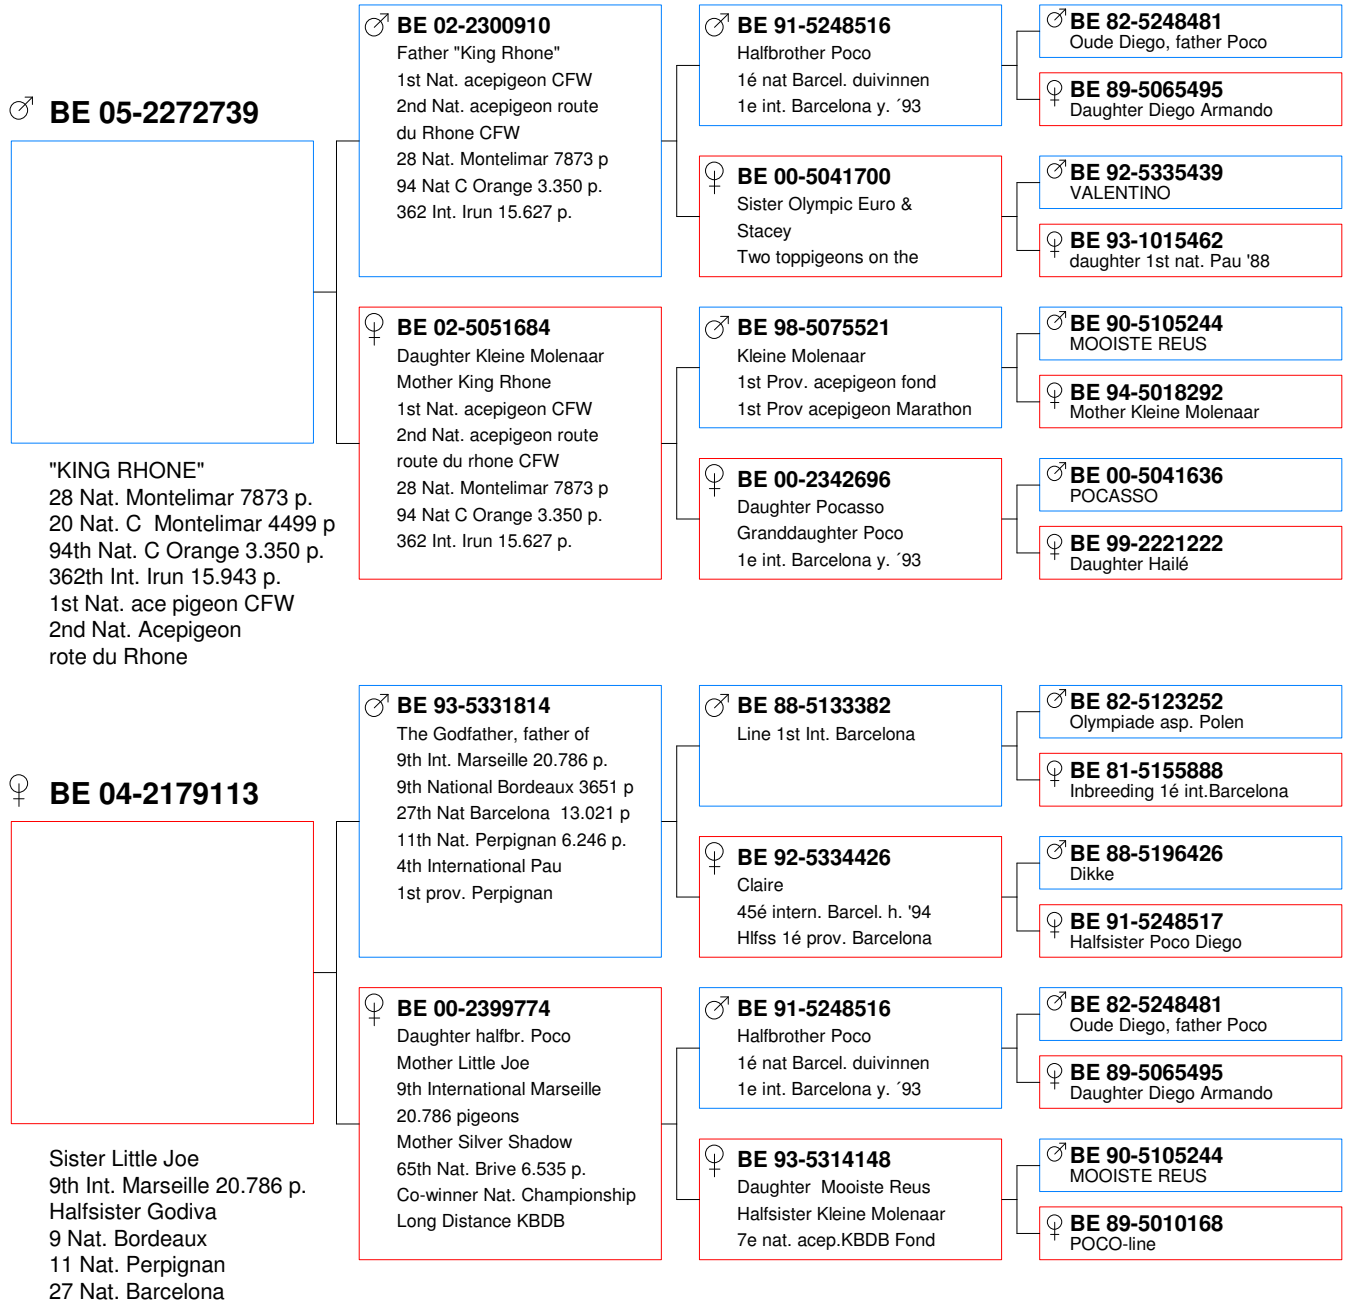 BE 05-2272739
"KING RHONE"
28 Nat. Montelimar 7873 p.
20 Nat. C  Montelimar 4499 p
94th Nat. C Orange 3.350 p.
362th Int. Irun 15.943 p.
1st Nat. ace pigeon CFW
2nd Nat. Acepigeon
rote du Rhone
BE 02-2300910
Father "King Rhone"
1st Nat. acepigeon CFW
2nd Nat. acepigeon route
du Rhone CFW
28 Nat. Montelimar 7873 p
94 Nat C Orange 3.350 p.
362 Int. Irun 15.627 p.
BE 02-5051684
Daughter Kleine Molenaar
Mother King Rhone
1st Nat. acepigeon CFW
2nd Nat. acepigeon route
route du rhone CFW
28 Nat. Montelimar 7873 p
94 Nat C Orange 3.350 p.
362 Int. Irun 15.627 p.
BE 91-5248516
Halfbrother Poco
1é nat Barcel. duivinnen
1e int. Barcelona y. ´93
BE 00-5041700
Sister Olympic Euro &
Stacey
Two toppigeons on the
BE 98-5075521
Kleine Molenaar
1st Prov. acepigeon fond
1st Prov acepigeon Marathon
BE 00-2342696
Daughter Pocasso
Granddaughter Poco
1e int. Barcelona y. ´93
BE 82-5248481
Oude Diego, father Poco
BE 89-5065495
Daughter Diego Armando
BE 92-5335439
VALENTINO
BE 93-1015462
daughter 1st nat. Pau '88
BE 90-5105244
MOOISTE REUS
BE 94-5018292
Mother Kleine Molenaar
BE 00-5041636
POCASSO
BE 99-2221222
Daughter Hailé
BE 04-2179113
Sister Little Joe
9th Int. Marseille 20.786 p.
Halfsister Godiva
9 Nat. Bordeaux
11 Nat. Perpignan
27 Nat. Barcelona
BE 93-5331814
The Godfather, father of
9th Int. Marseille 20.786 p.
9th National Bordeaux 3651 p
27th Nat Barcelona  13.021 p
11th Nat. Perpignan 6.246 p.
4th International Pau
1st prov. Perpignan
BE 00-2399774
Daughter halfbr. Poco
Mother Little Joe
9th International Marseille
20.786 pigeons
Mother Silver Shadow
65th Nat. Brive 6.535 p.
Co-winner Nat. Championship
Long Distance KBDB
BE 88-5133382
Line 1st Int. Barcelona
BE 92-5334426
Claire
45é intern. Barcel. h. '94
Hlfss 1é prov. Barcelona
BE 91-5248516
Halfbrother Poco
1é nat Barcel. duivinnen
1e int. Barcelona y. ´93
BE 93-5314148
Daughter  Mooiste Reus
Halfsister Kleine Molenaar
7e nat. acep.KBDB Fond
BE 82-5123252
Olympiade asp. Polen
BE 81-5155888
Inbreeding 1é int.Barcelona
BE 88-5196426
Dikke
BE 91-5248517
Halfsister Poco Diego
BE 82-5248481
Oude Diego, father Poco
BE 89-5065495
Daughter Diego Armando
BE 90-5105244
MOOISTE REUS
BE 89-5010168
POCO-line